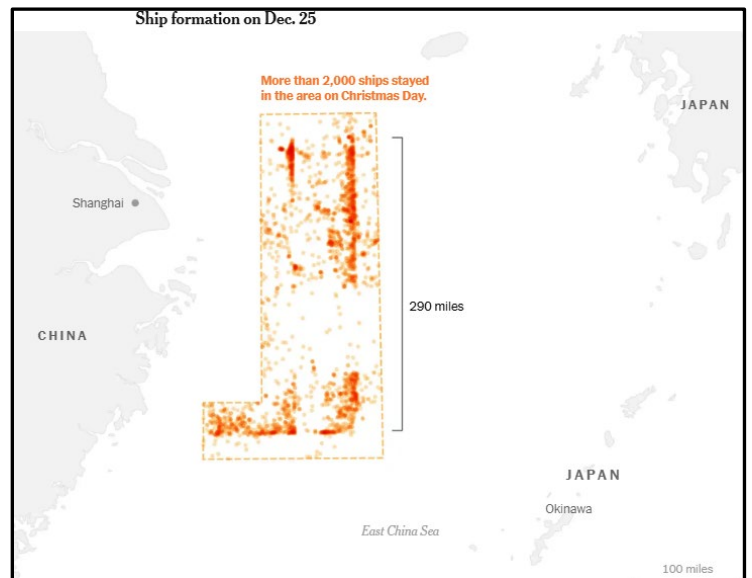 Ship formation on Dec. 25
More than 2,000 ships stayed
in the area on Christmas Day.
JAPAN
Shanghai
290 miles
CHINA
JAPAN
Okinawa
East China Sea
100 miles